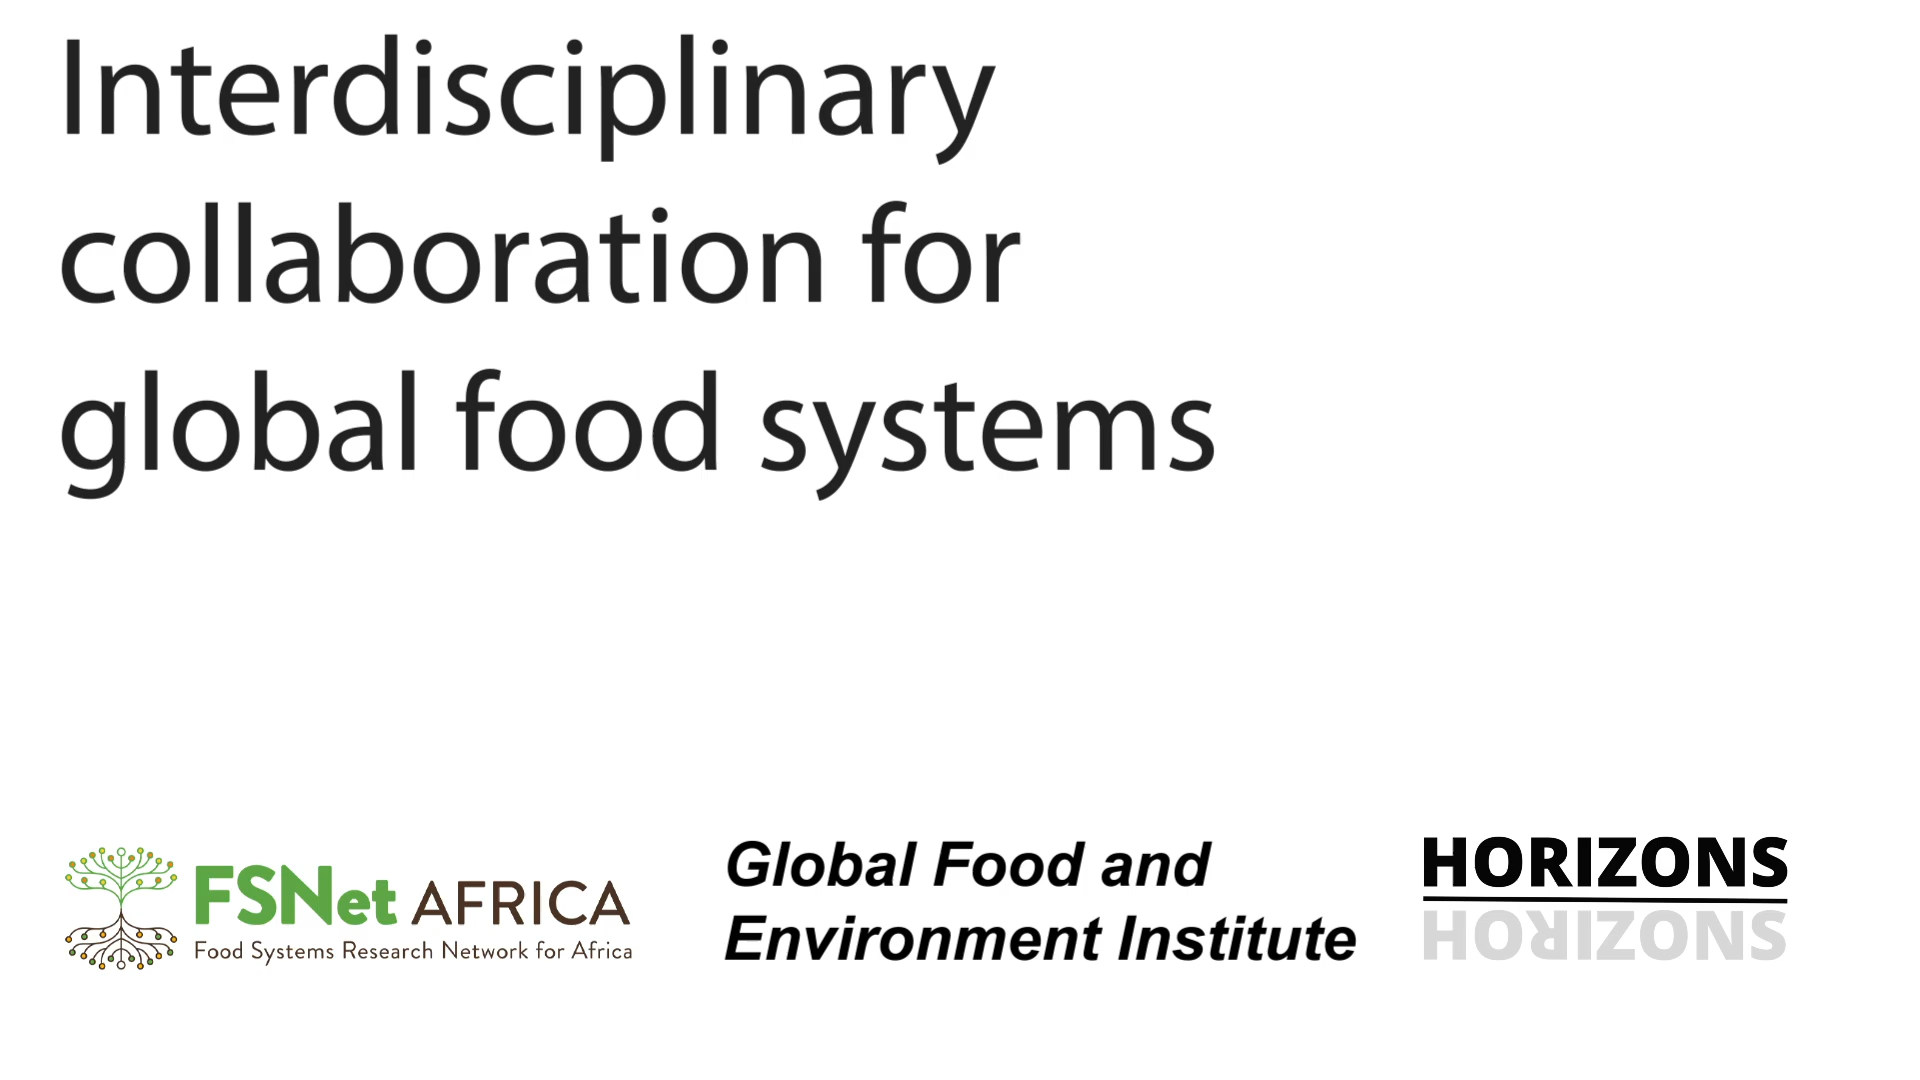 Interdisciplinary
collaboration for
global food systems
FSNet AFRICA
Food Systems Research Network for Africa
Global Food and
Environment Institute
HORIZONS
HORIZONS